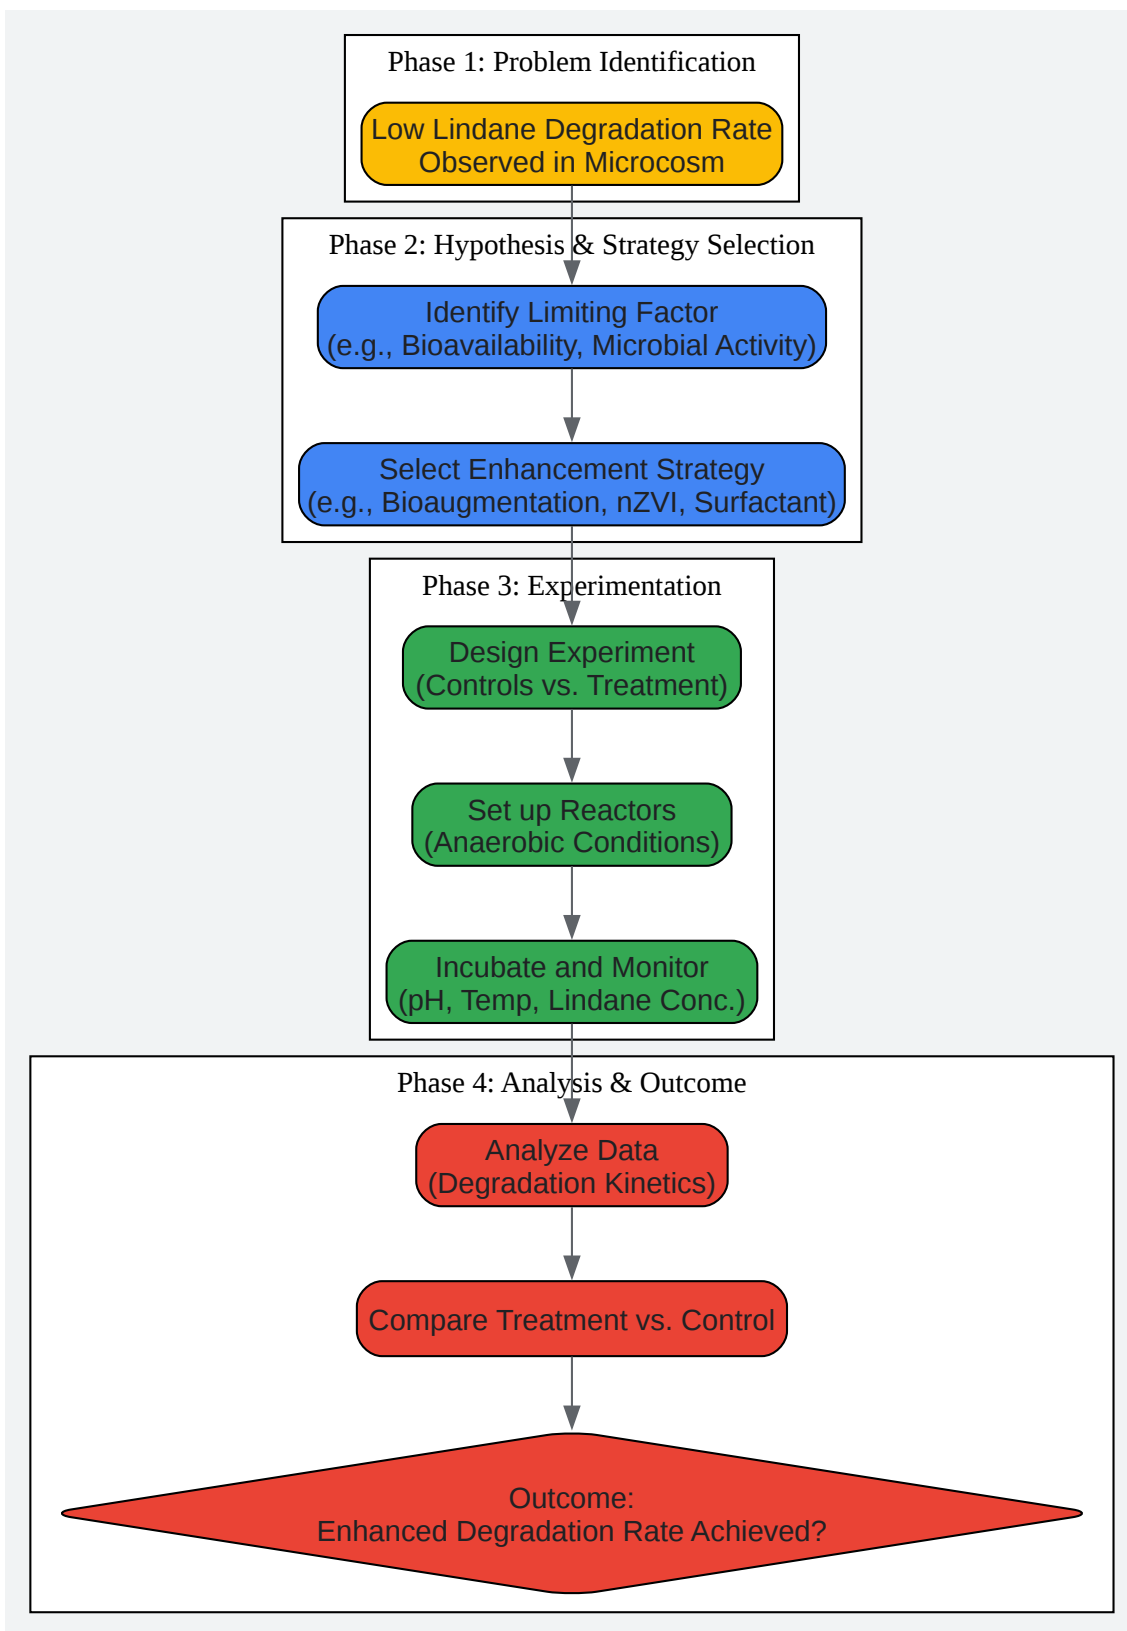 Phase 1: Problem Identification
Low Lindane Degradation Rate
Observed in Microcosm
Phase 2: Hypothesis & Strategy Selection
Identify Limiting Factor
(e.g., Bioavailability, Microbial Activity)
Select Enhancement Strategy
(e.g., Bioaugmentation, nZVI, Surfactant)
Phase 3: Experimentation
Design Experiment
(Controls vs. Treatment)
Set up Reactors
(Anaerobic Conditions)
Incubate and Monitor
(pH, Temp, Lindane Conc.)
Phase 4: Analysis & Outcome
Analyze Data
(Degradation Kinetics)
Compare Treatment vs. Control
Outcome:
Enhanced Degradation Rate Achieved?